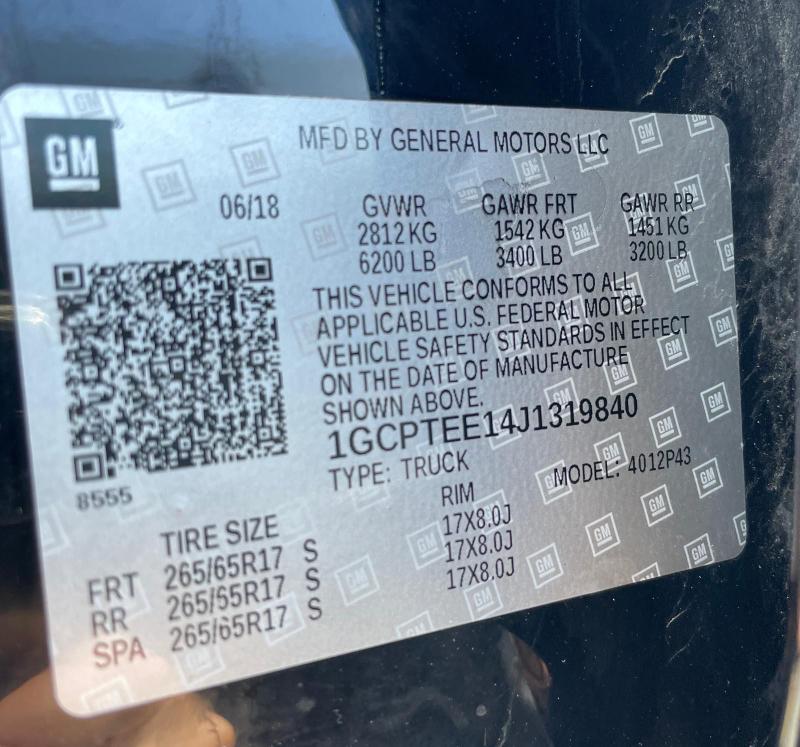 GM
MFD BY GENERAL MOTORS LLC
06/18 GVWR GAWR FRT GAWR RR
2812 KG 1542 KG 1451 KG
6200 LB 3400 LB 3200 LB
THIS VEHICLE CONFORMS TO ALL
APPLICABLE U.S. FEDERAL MOTOR
VEHICLE SAFETY STANDARDS IN EFFECT
ON THE DATE OF MANUFACTURE
SHOWN ABOVE.
1GCPTEE14J1319840
TYPE: TRUCK MODEL: 4012P43
8555
TIRE SIZE RIM
FRT 265/65R17 S 17X8.0J
RR 265/65R17 S 17X8.0J
SPA 265/65R17 S 17X8.0J